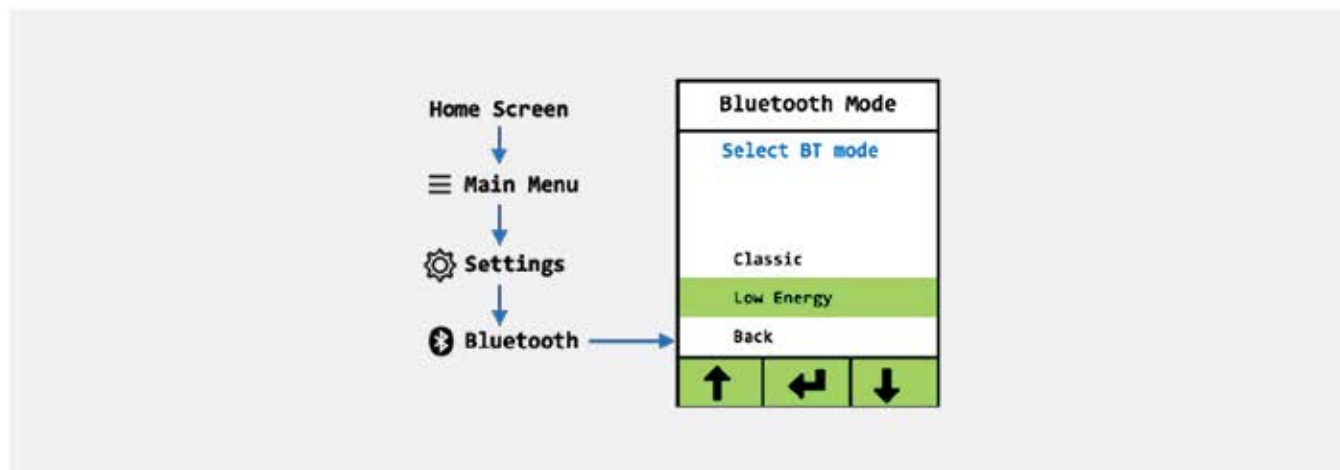 Home Screen
Main Menu
Settings
Bluetooth
Bluetooth Mode
Select BT mode
Classic
Low Energy
Back